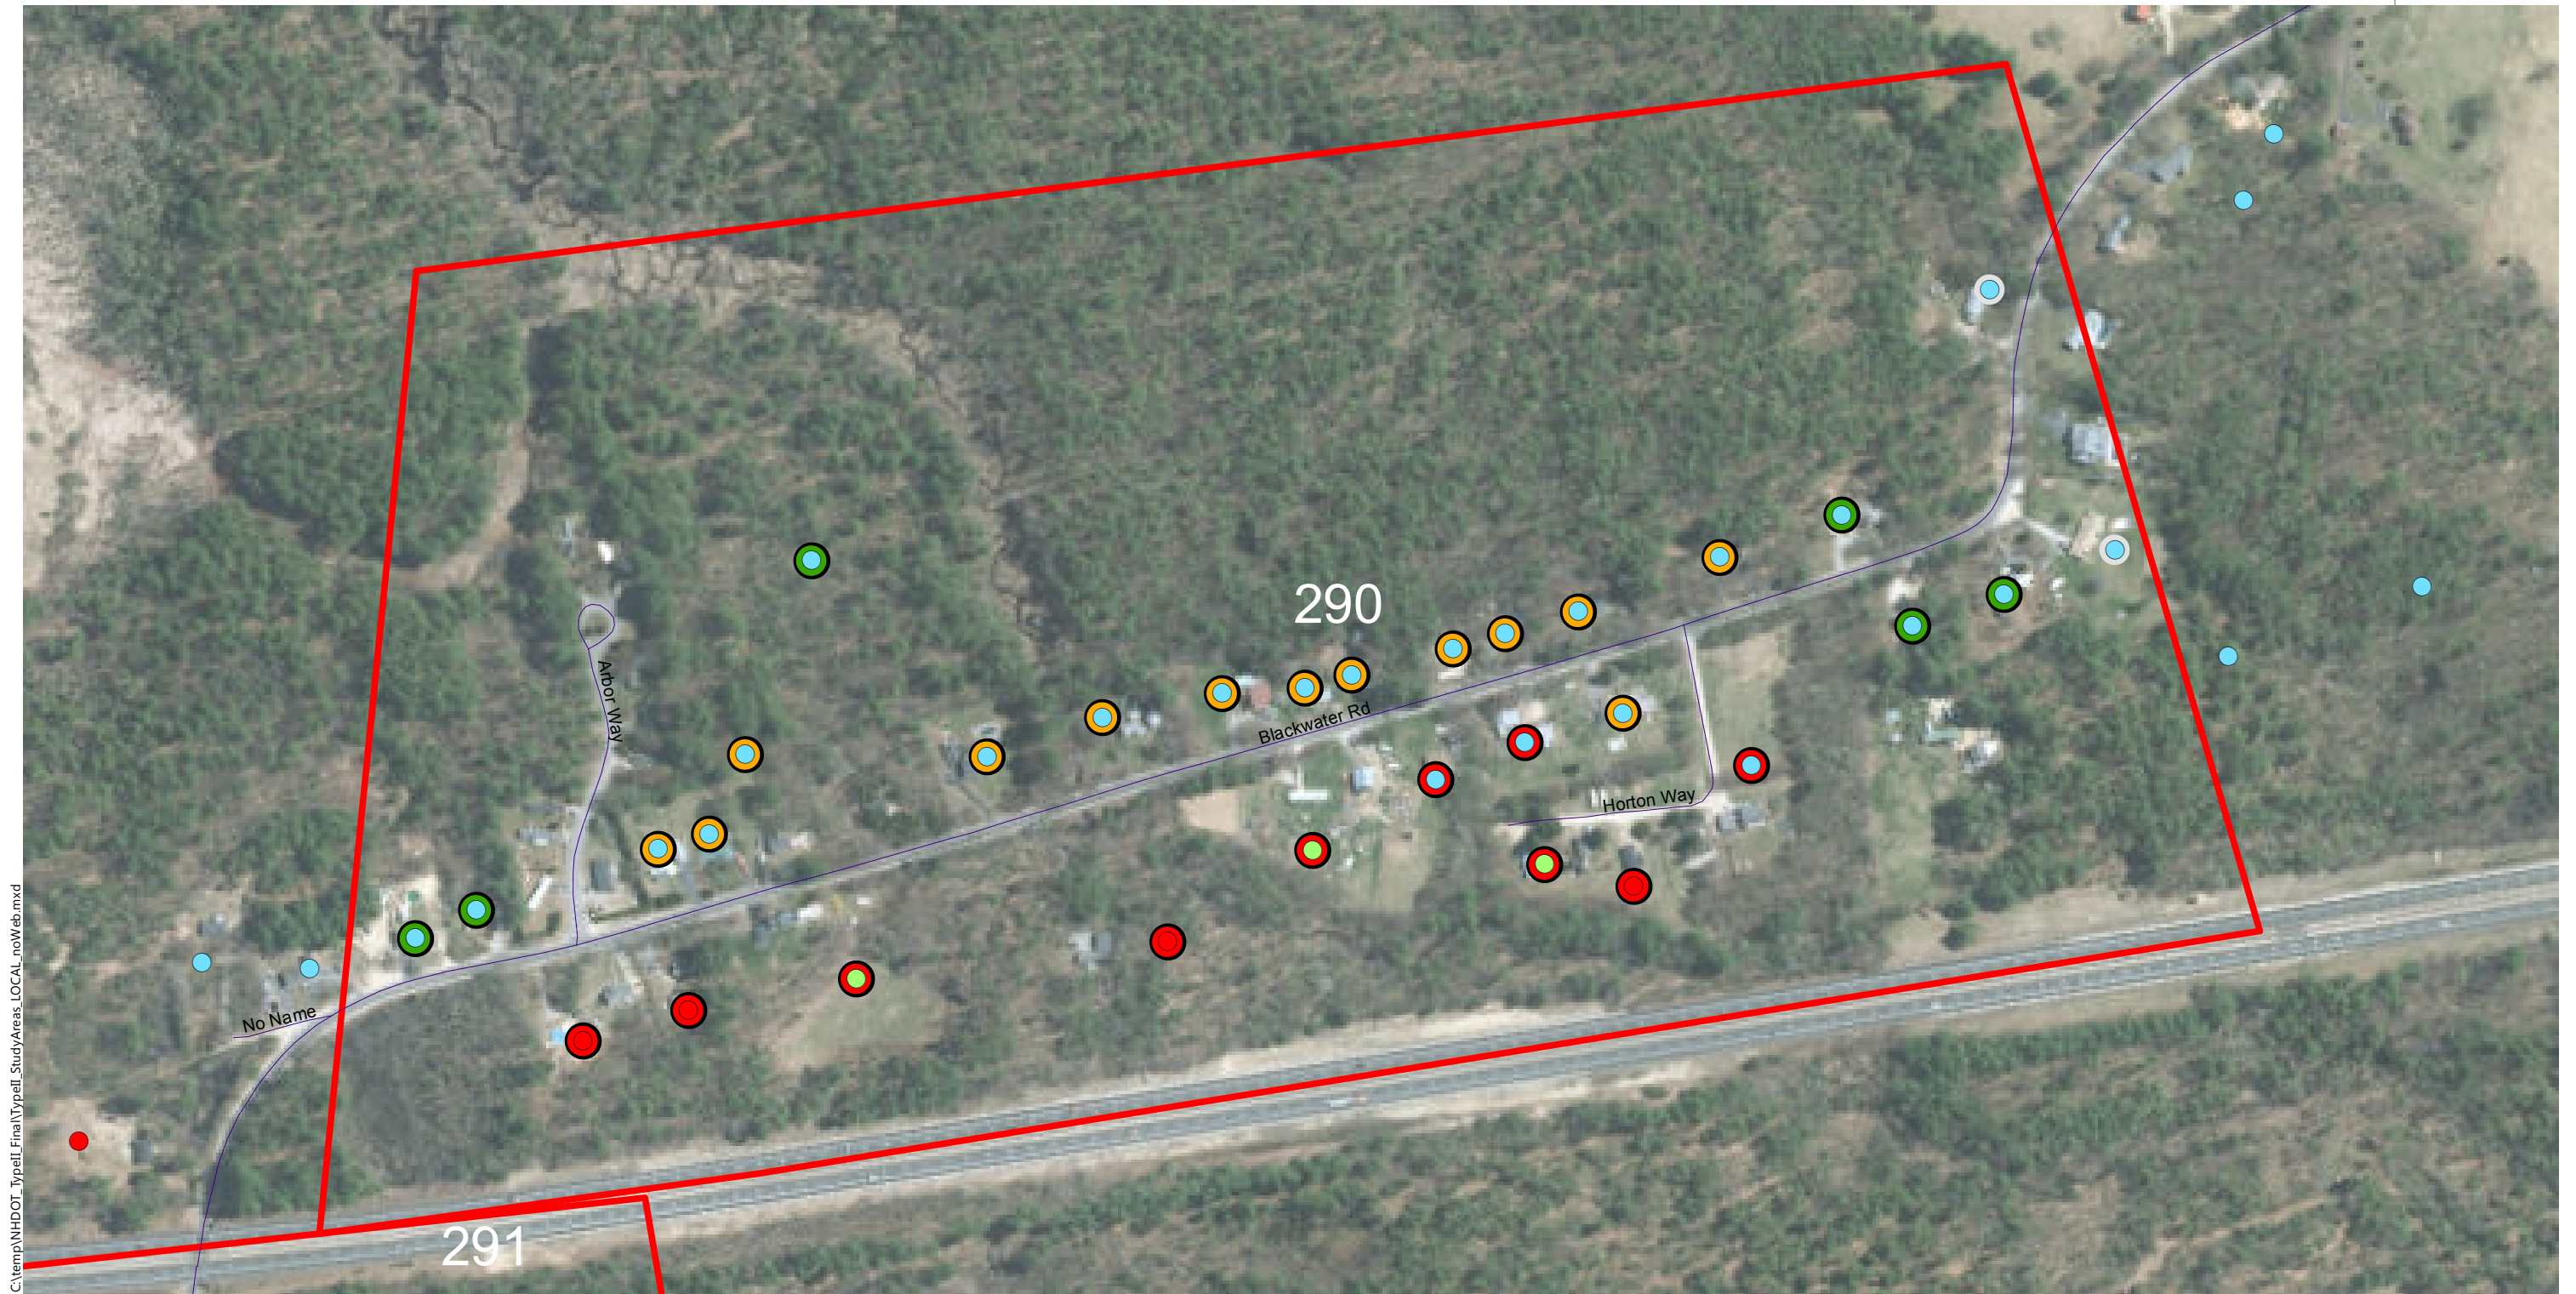 290
Arbor Way
Blackwater Rd
Horton Way
No Name
291
C:\temp\NHDOT_TypeII_Final\TypeII_StudyAreas_LOCAL_noWeb.mxd